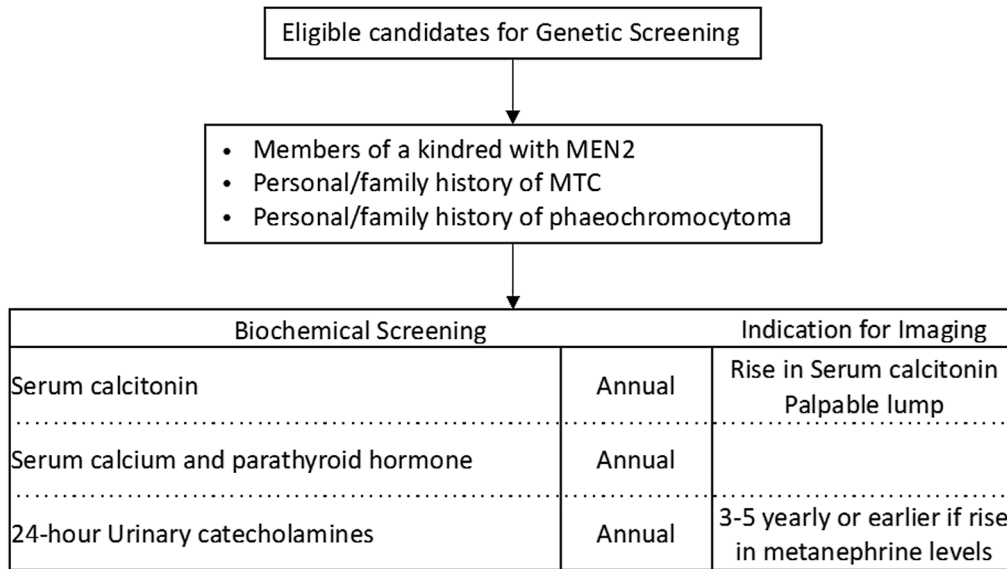 Eligible candidates for Genetic Screening
• Members of a kindred with MEN2
• Personal/family history of MTC
• Personal/family history of phaeochromocytoma
Biochemical Screening Indication for Imaging
Serum calcitonin Annual Rise in Serum calcitonin
Palpable lump
Serum calcium and parathyroid hormone Annual
24-hour Urinary catecholamines Annual 3-5 yearly or earlier if rise
in metanephrine levels